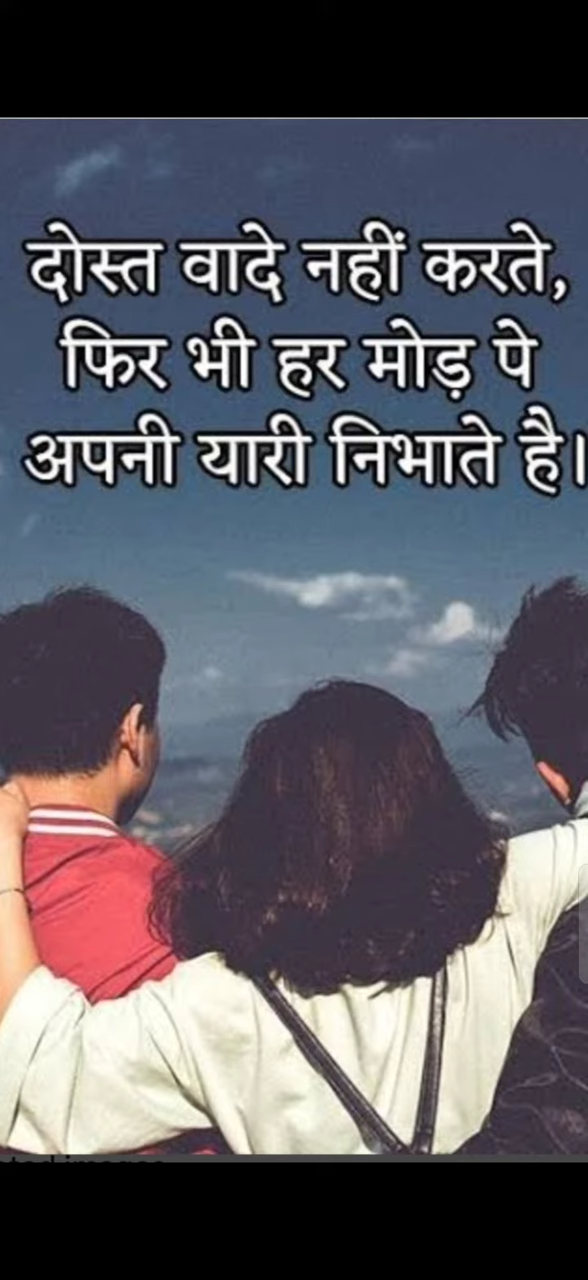 दोस्त वादे नहीं करते,
फिर भी हर मोड़ पे
अपनी यारी निभाते है।